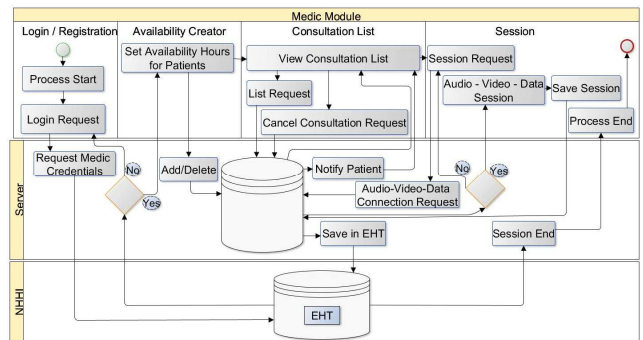 Medic Module
Login / Registration
Availability Creator
Consultation List
Session
Set Availability Hours
for Patients
View Consultation List
Session Request
Process Start
List Request
Audio - Video - Data
Session
Save Session
Login Request
Cancel Consultation Request
Process End
Request Medic
Credentials
No
Yes
Add/Delete
Notify Patient
Audio-Video-Data
Connection Request
No
Yes
Server
Save in EHT
Session End
NHHI
EHT